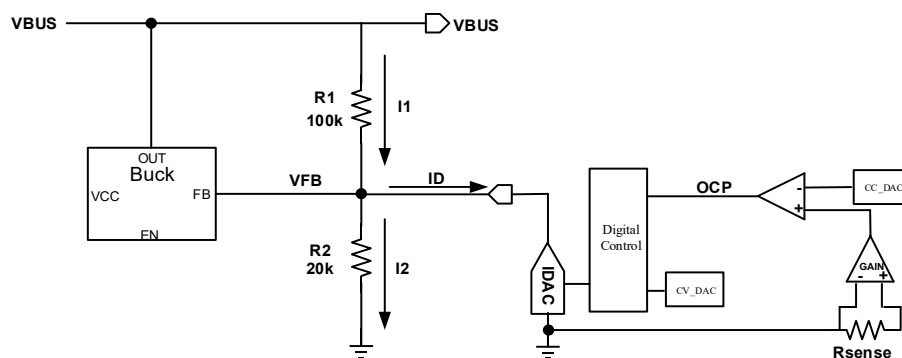 VBUS
VBUS
R1
100k
I1
OUT
Buck
VCC
FB
EN
VFB
ID
R2
20k
I2
IDAC
Digital
Control
OCP
CV_DAC
-
+
CC_DAC
GAIN
- +
Rsense